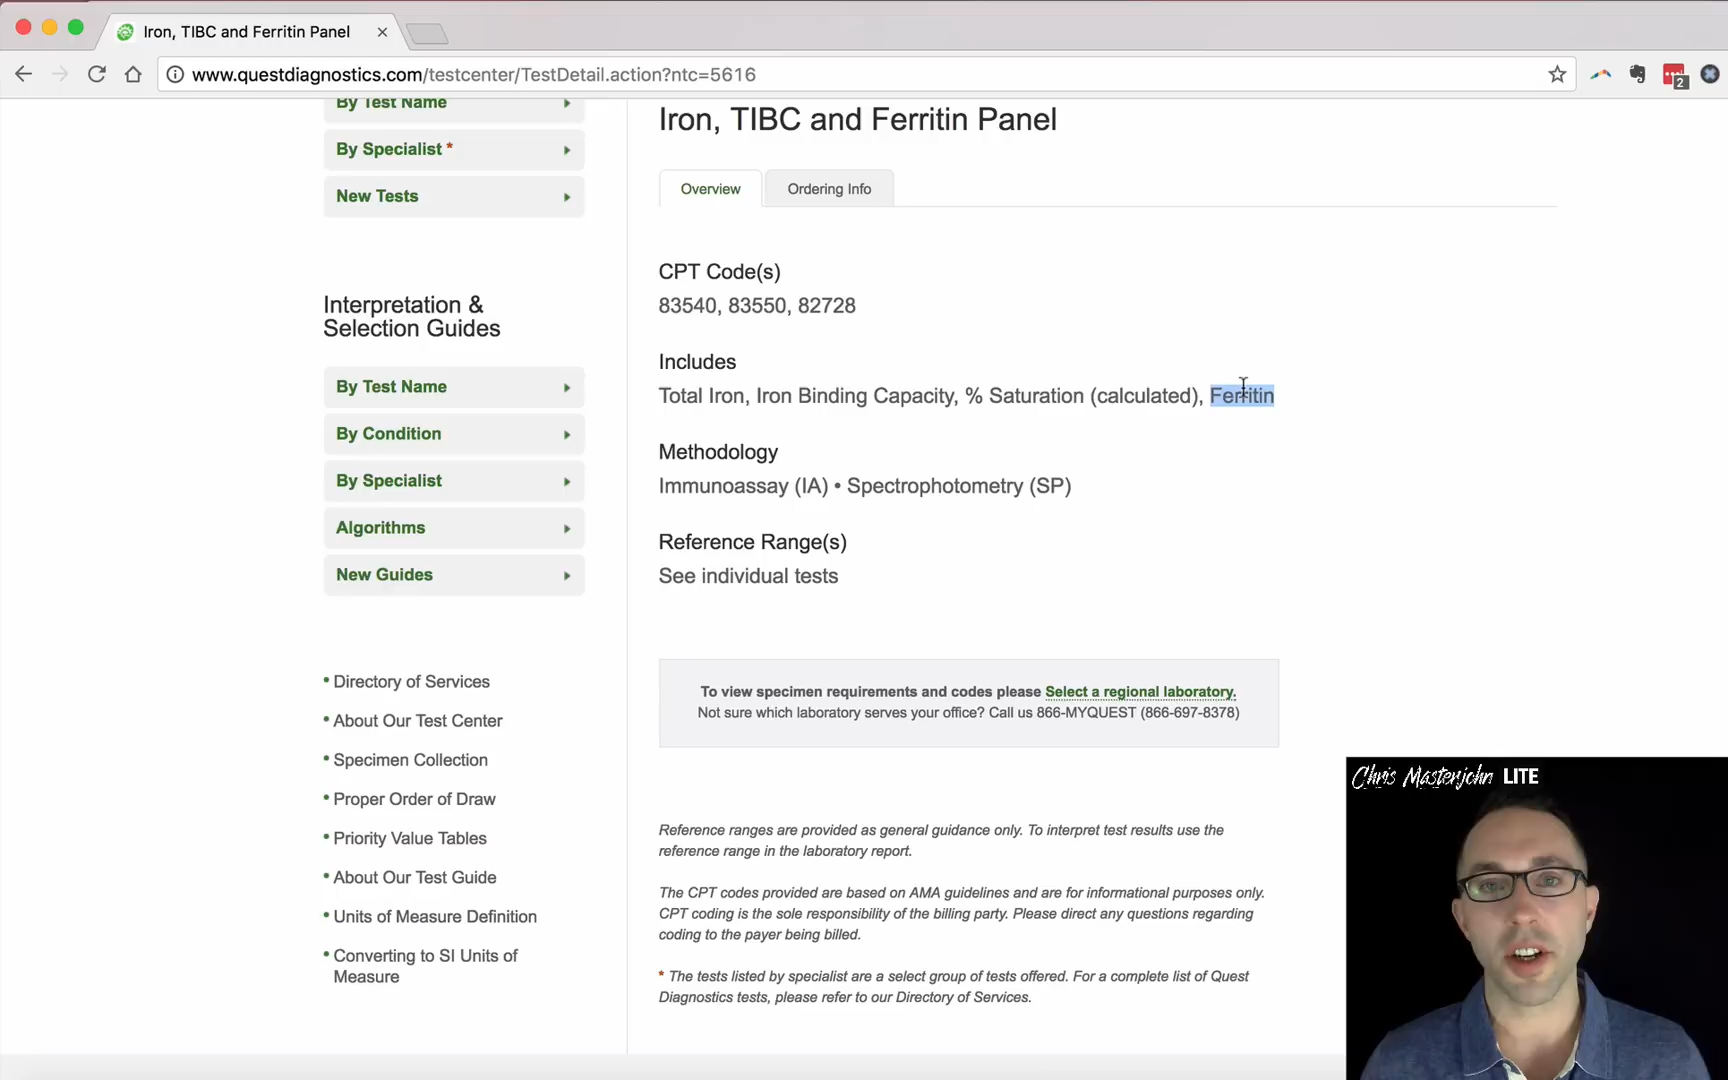 Iron, TIBC and Ferritin Panel
www.questdiagnostics.com/testcenter/TestDetail.action?ntc=5616
2
By Test Name
By Specialist *
New Tests
Interpretation &
Selection Guides
By Test Name
By Condition
By Specialist
Algorithms
New Guides
• Directory of Services
• About Our Test Center
• Specimen Collection
• Proper Order of Draw
• Priority Value Tables
• About Our Test Guide
• Units of Measure Definition
• Converting to SI Units of
Measure
Iron, TIBC and Ferritin Panel
Overview
Ordering Info
CPT Code(s)
83540, 83550, 82728
Includes
Total Iron, Iron Binding Capacity, % Saturation (calculated), Ferritin
Methodology
Immunoassay (IA) • Spectrophotometry (SP)
Reference Range(s)
See individual tests
To view specimen requirements and codes please Select a regional laboratory.
Not sure which laboratory serves your office? Call us 866-MYQUEST (866-697-8378)
Reference ranges are provided as general guidance only. To interpret test results use the
reference range in the laboratory report.
The CPT codes provided are based on AMA guidelines and are for informational purposes only.
CPT coding is the sole responsibility of the billing party. Please direct any questions regarding
coding to the payer being billed.
* The tests listed by specialist are a select group of tests offered. For a complete list of Quest
Diagnostics tests, please refer to our Directory of Services.
Chris Masterjohn LITE